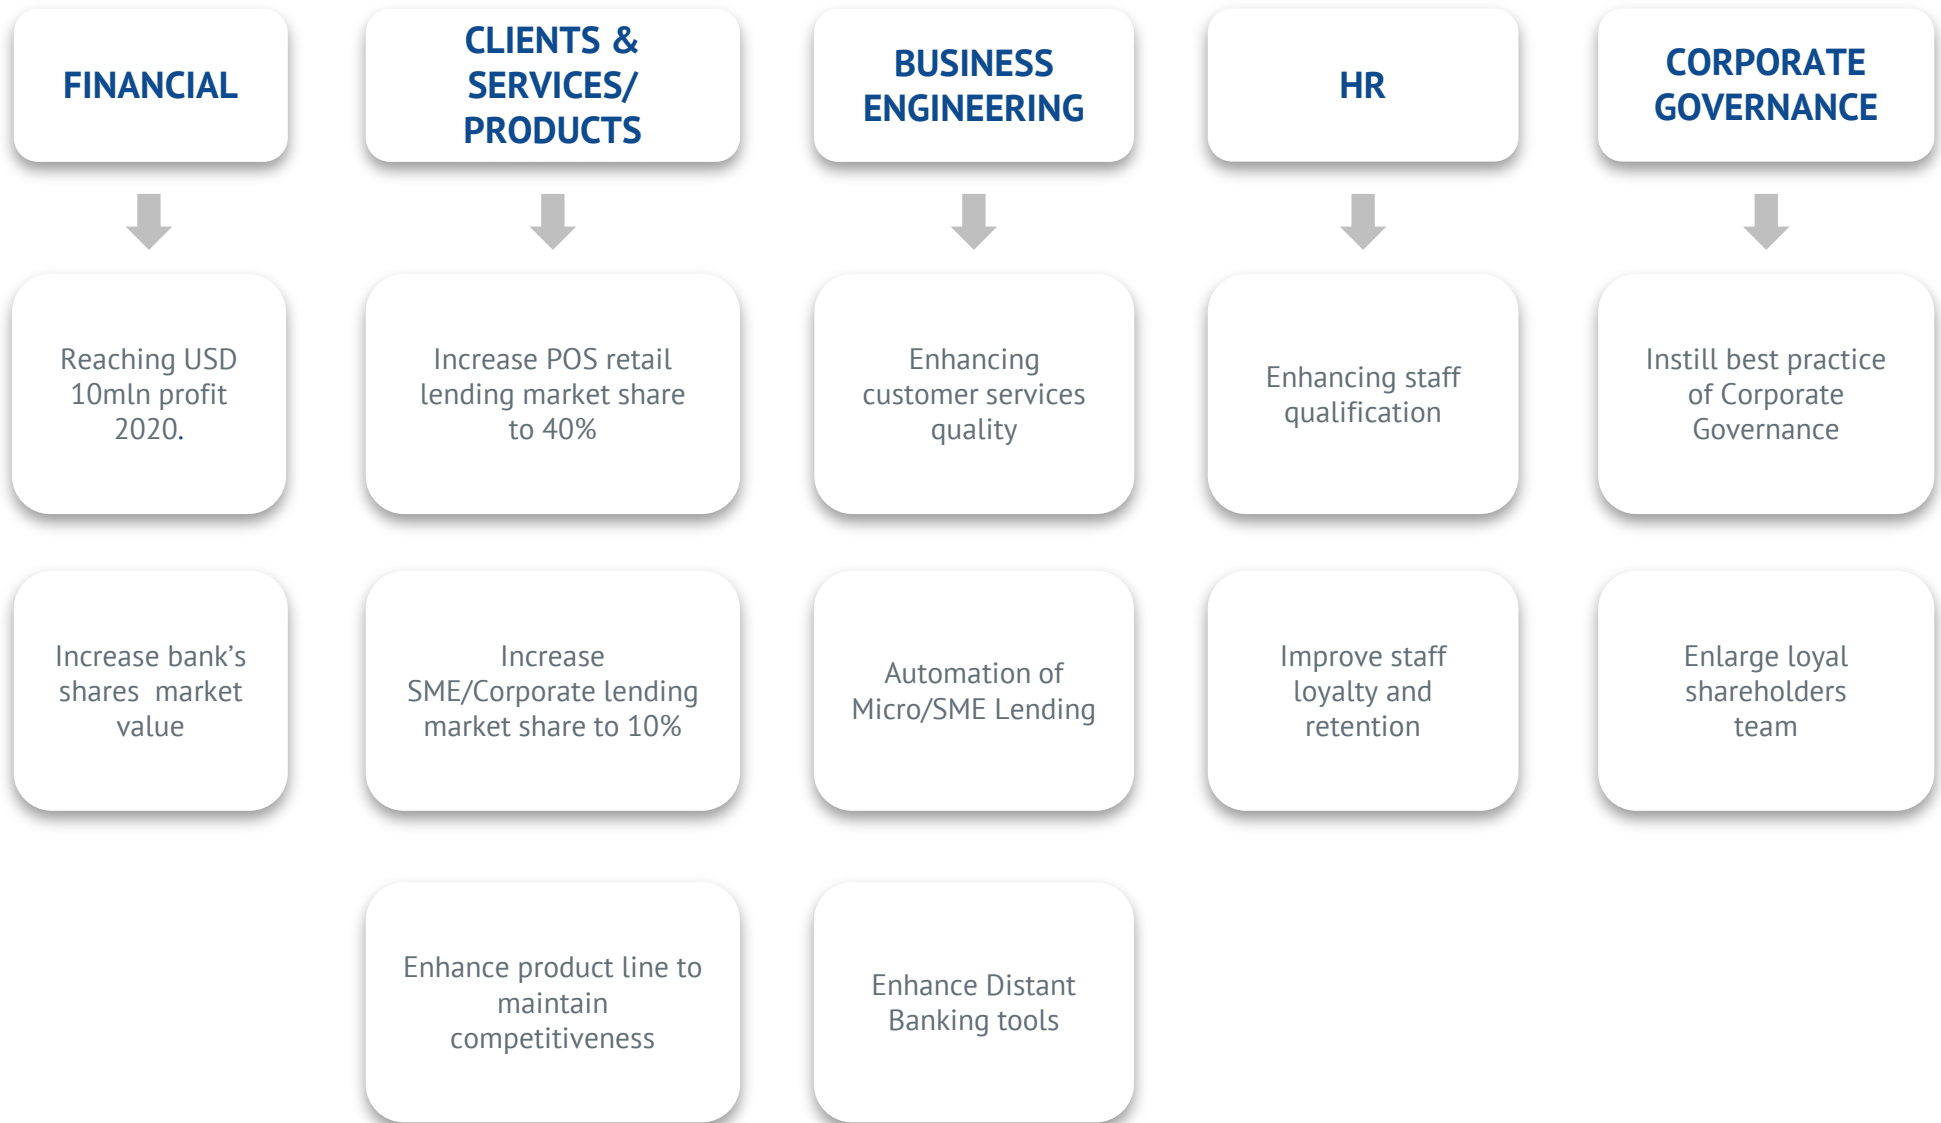 FINANCIAL
CLIENTS &
SERVICES/
PRODUCTS
BUSINESS
ENGINEERING
HR
CORPORATE
GOVERNANCE
Reaching USD
10mln profit
2020.
Increase POS retail
lending market share
to 40%
Enhancing
customer services
quality
Enhancing staff
qualification
Instill best practice
of Corporate
Governance
Increase bank’s
shares  market
value
Increase
SME/Corporate lending
market share to 10%
Automation of
Micro/SME Lending
Improve staff
loyalty and
retention
Enlarge loyal
shareholders
team
Enhance product line to
maintain
competitiveness
Enhance Distant
Banking tools